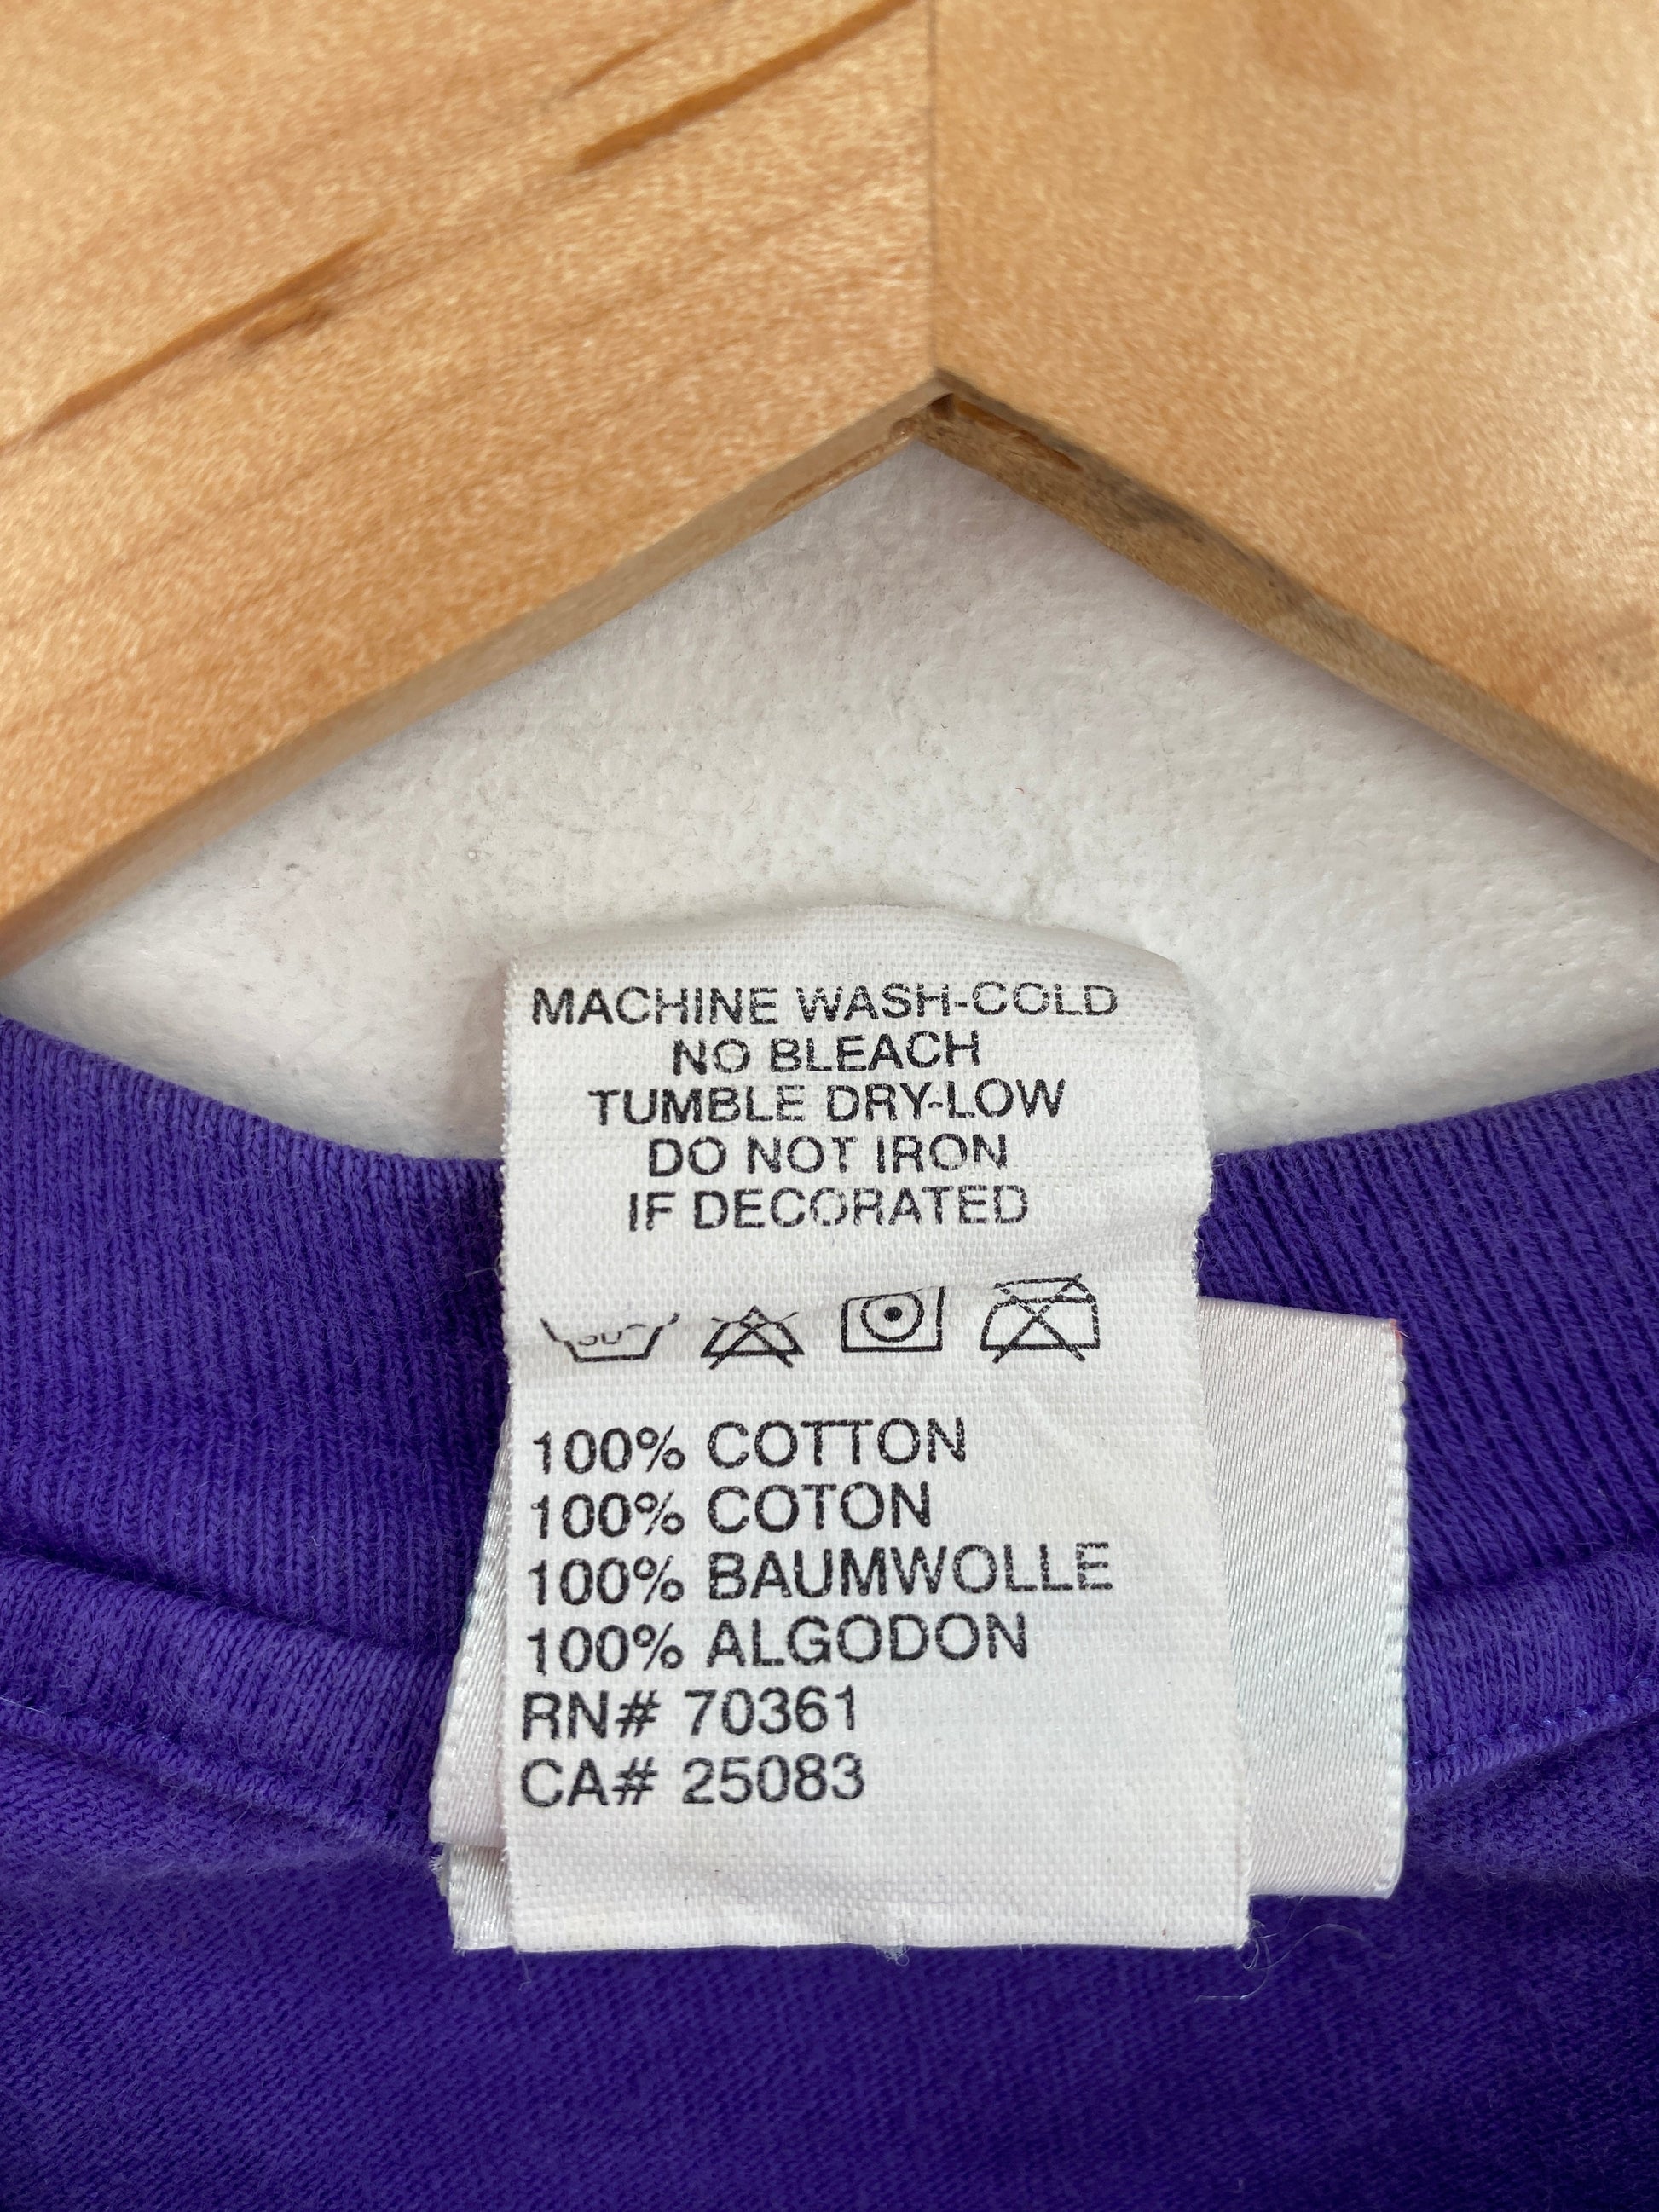 MACHINE WASH-COLD
NO BLEACH
TUMBLE DRY-LOW
DO NOT IRON
IF DECORATED
100% COTTON
100% COTON
100% BAUMWOLLE
100% ALGODON
RN# 70361
CA# 25083